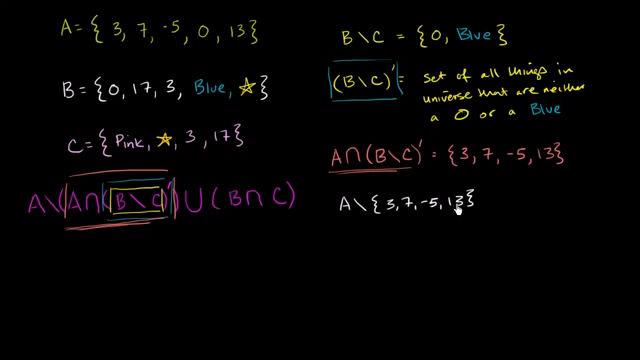 A = { 3, 7, -5, 0, 13 }
B = {0, 17, 3, Blue, ☆}
C = {Pink, ☆, 3, 17}
A \ (A ∩ (B \ C)') ∪ (B ∩ C)
B \ C = {0, Blue}
(B \ C)' = set of all things in
universe that are neither
a 0 or a Blue
A ∩ (B \ C)' = {3, 7, -5, 13}
A \ { 3, 7, -5, 13}